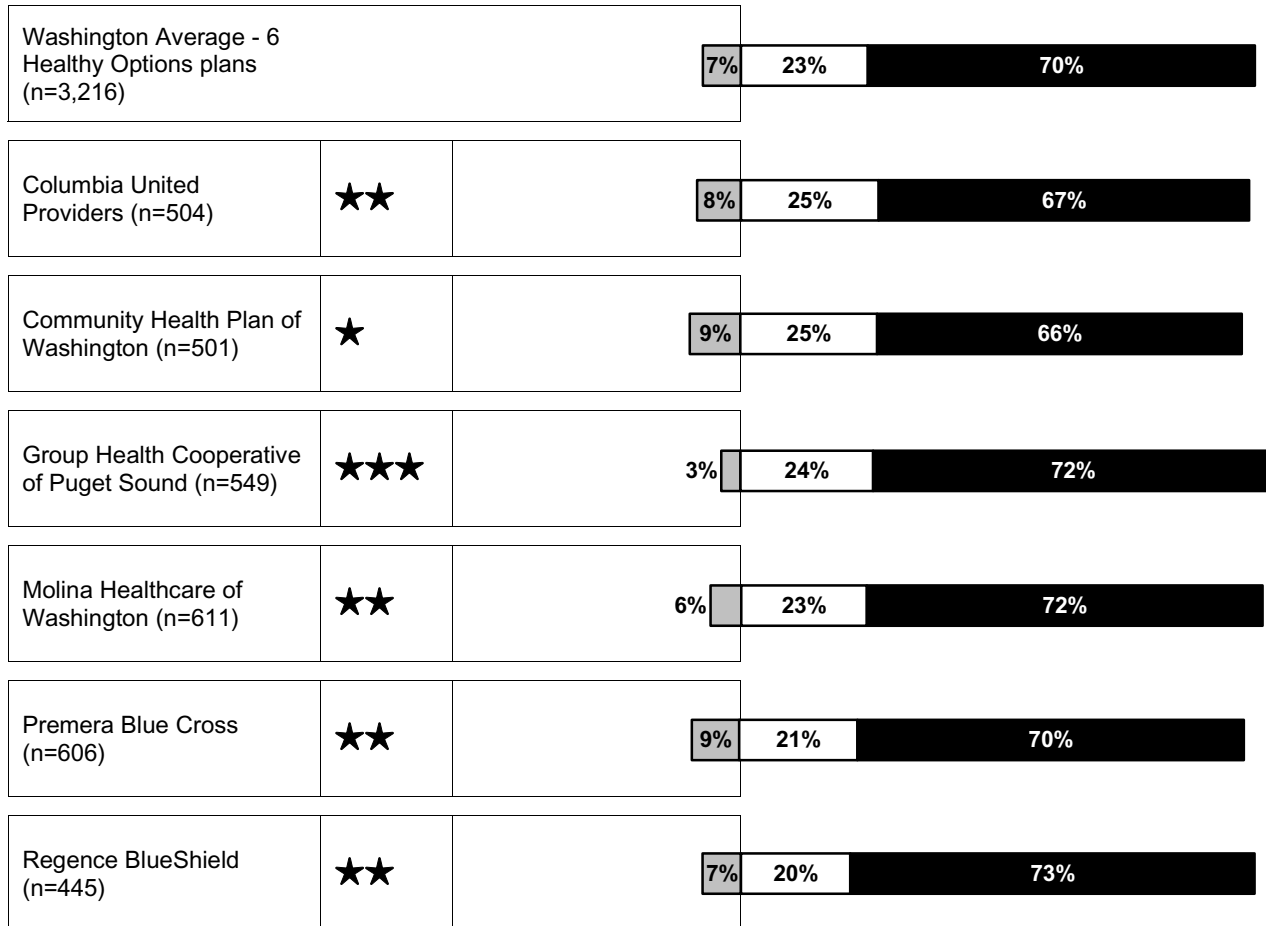 Washington Average - 6
Healthy Options plans
(n=3,216)
7% 23% 70%
Columbia United
Providers (n=504)
★★
8% 25% 67%
Community Health Plan of
Washington (n=501)
★
9% 25% 66%
Group Health Cooperative
of Puget Sound (n=549)
★★★
3% 24% 72%
Molina Healthcare of
Washington (n=611)
★★
6% 23% 72%
Premera Blue Cross
(n=606)
★★
9% 21% 70%
Regence BlueShield
(n=445)
★★
7% 20% 73%